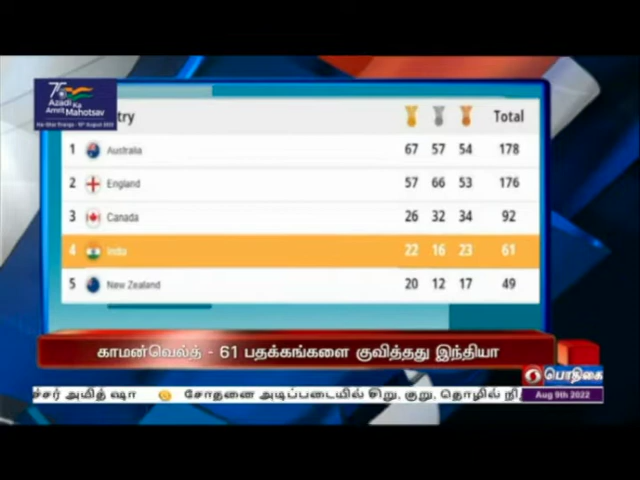 75
Azadi Ka
Amrit Mahotsav
try Total
1 Australia 67 57 54 178
2 England 57 66 53 176
3 Canada 26 32 34 92
4 India 22 16 23 61
5 New Zealand 20 12 17 49
காமன்வெல்த் - 61 பதக்கங்களை குவித்தது இந்தியா
பொதிகை
ச்சர் அமித் ஷா சோதனை அடிப்படையில் சிறு, குறு, தொழில்
Aug 9th 2022